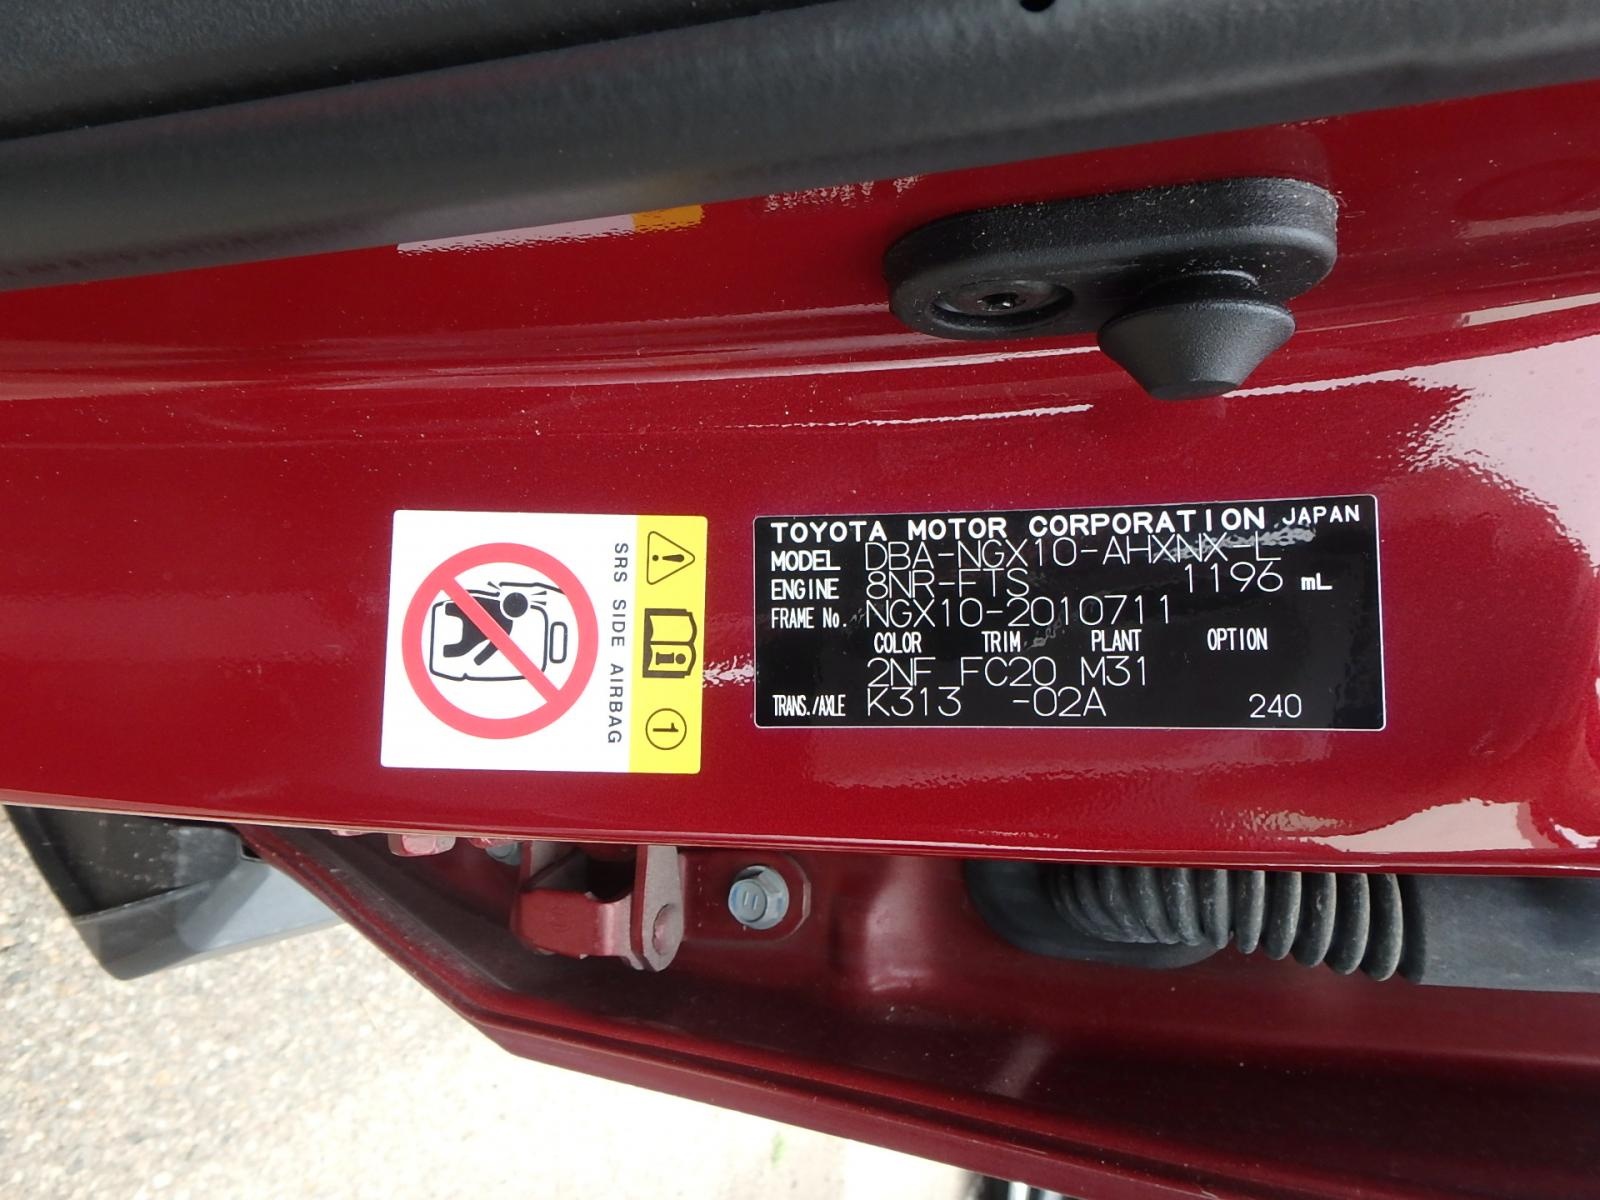 SRS SIDE AIRBAG
1
TOYOTA MOTOR CORPORATION JAPAN
MODEL DBA-NGX10-AHXNX-L
ENGINE 8NR-FTS 1196 mL
FRAME No. NGX10-2010711
COLOR TRIM PLANT OPTION
2NF FC20 M31
TRANS./AXLE K313 -02A 240